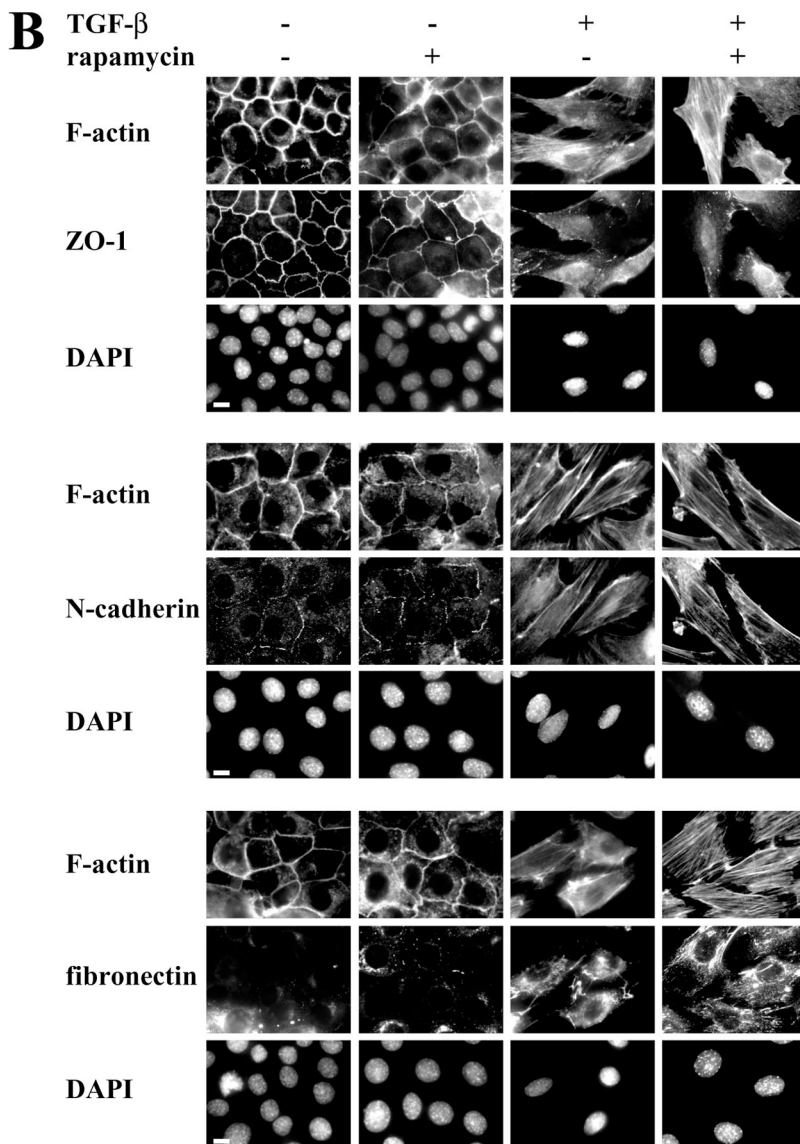 B
TGF-β - - + +
rapamycin - + - +
F-actin
ZO-1
DAPI
F-actin
N-cadherin
DAPI
F-actin
fibronectin
DAPI